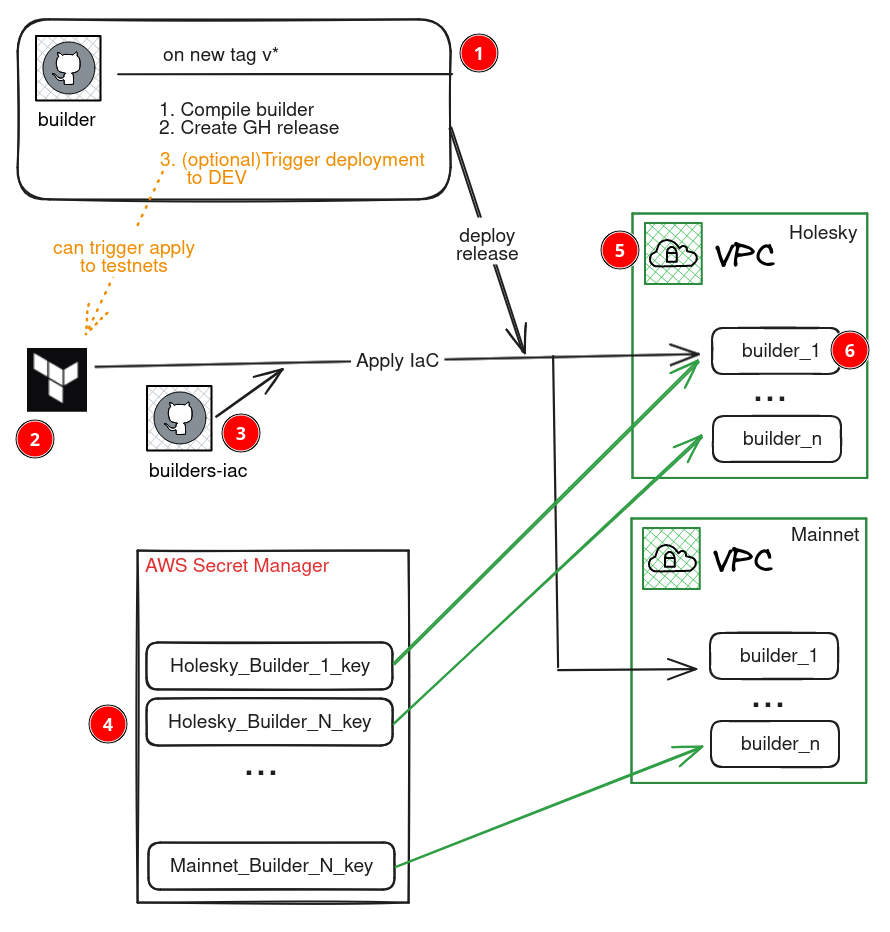 on new tag v*
1
builder
1. Compile builder
2. Create GH release
3. (optional)Trigger deployment
to DEV
can trigger apply
to testnets
deploy
release
5
VPC
Holesky
builder_1
6
...
builder_n
Apply IaC
2
3
builders-iac
Mainnet
VPC
builder_1
...
builder_n
AWS Secret Manager
Holesky_Builder_1_key
4
Holesky_Builder_N_key
...
Mainnet_Builder_N_key